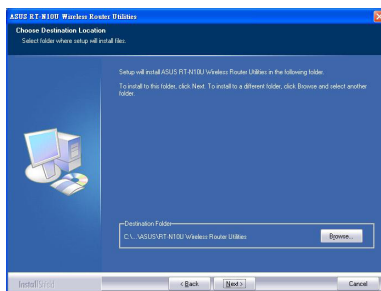 ASUS RT-N10U Wireless Router Utilities
Choose Destination Location
Select folder where setup will install files.
Setup will install ASUS RT-N10U Wireless Router Utilities in the following folder.
To install to this folder, click Next. To install to a different folder, click Browse and select another
folder.
Destination Folder
C:\...\ASUS\RT-N10U Wireless Router Utilities
Browse...
InstallShield
< Back
Next >
Cancel